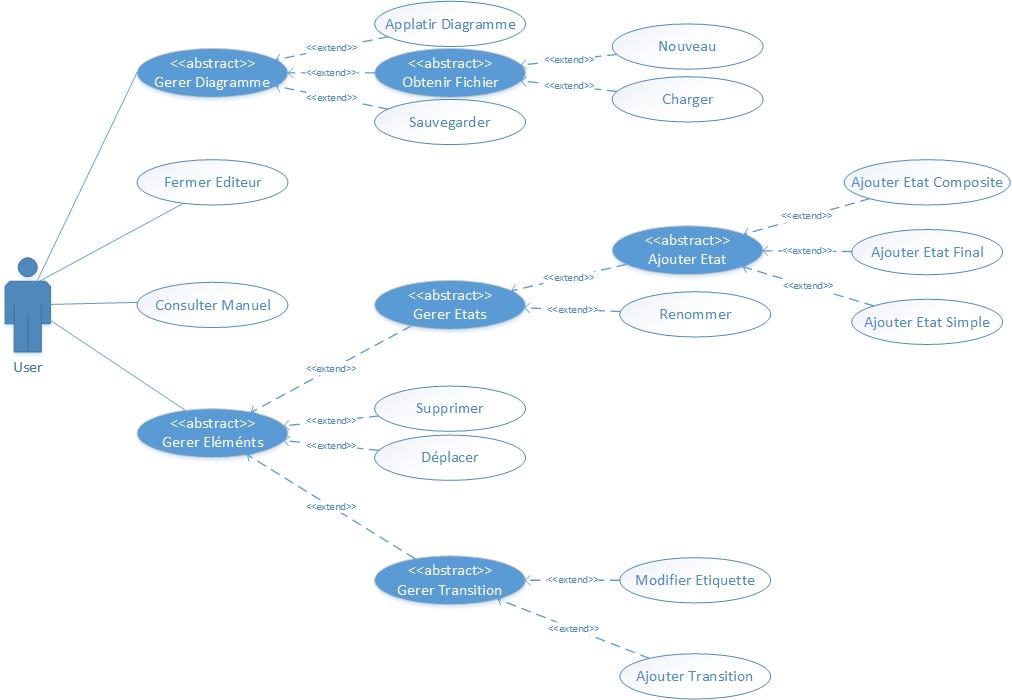 Applatir Diagramme
<<extend>>
<<abstract>>
Gerer Diagramme
<<extend>>
<<abstract>>
Obtenir Fichier
<<extend>>
Nouveau
<<extend>>
Charger
<<extend>>
Sauvegarder
Fermer Editeur
Ajouter Etat Composite
<<extend>>
<<abstract>>
Ajouter Etat
<<extend>>
Ajouter Etat Final
<<extend>>
Ajouter Etat Simple
<<extend>>
Consulter Manuel
<<abstract>>
Gerer Etats
<<extend>>
Renommer
User
<<extend>>
<<abstract>>
Gerer Eléménts
<<extend>>
Supprimer
<<extend>>
Déplacer
<<extend>>
<<abstract>>
Gerer Transition
<<extend>>
Modifier Etiquette
<<extend>>
Ajouter Transition